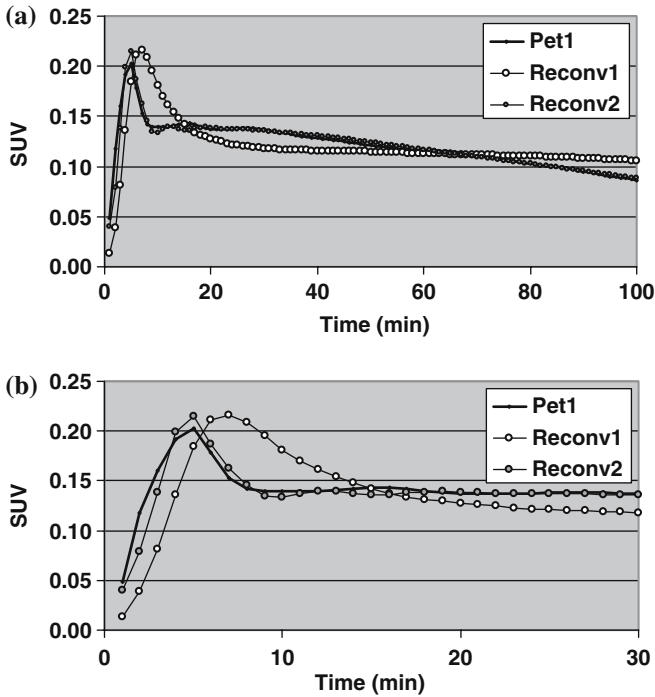 (a)
0.25
0.20
0.15
0.10
0.05
0.00
SUV
0 20 40 60 80 100
Time (min)
Pet1
Reconv1
Reconv2
(b)
0.25
0.20
0.15
0.10
0.05
0.00
SUV
0 10 20 30
Time (min)
Pet1
Reconv1
Reconv2